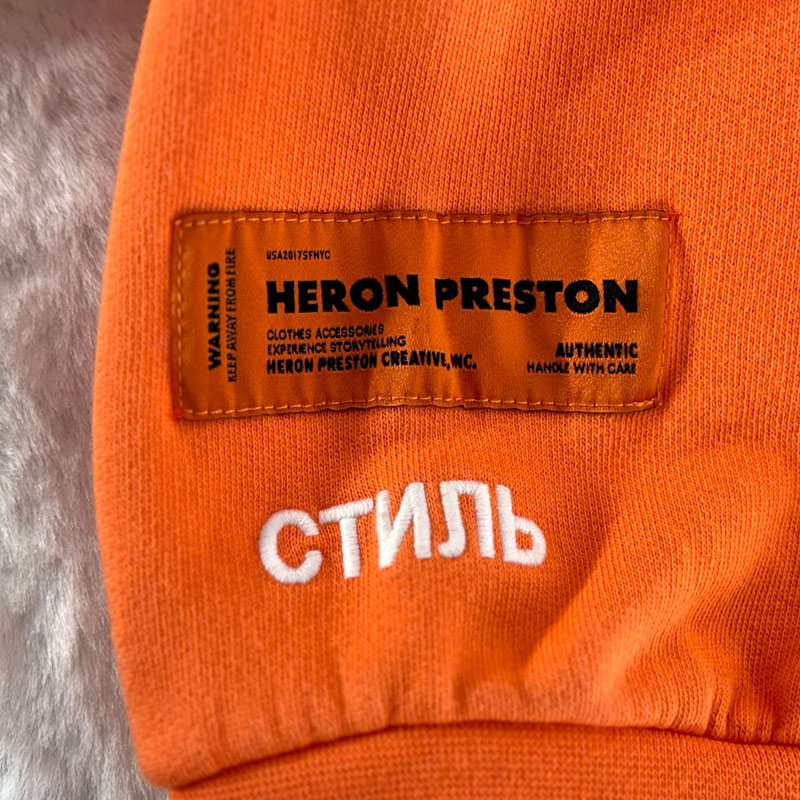 WARNING
KEEP AWAY FROM FIRE
USA2017SFNYC
HERON PRESTON
CLOTHES ACCESSORIES
EXPERIENCE STORYTELLING
HERON PRESTON CREATIVE, INC.
AUTHENTIC
HANDLE WITH CARE
СТИЛЬ